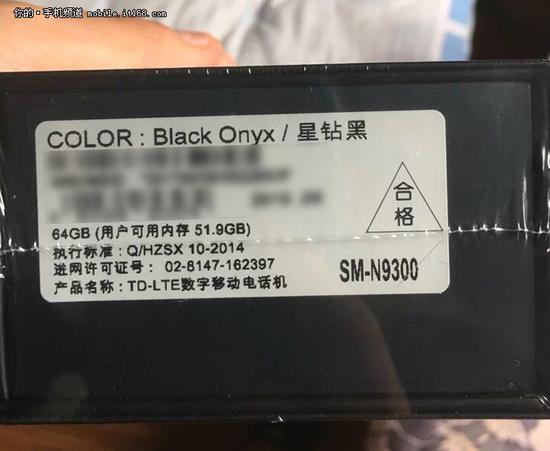 你的·手机频道 mobile.it168.com
COLOR : Black Onyx / 星钻黑
合格
64GB (用户可用内存 51.9GB)
执行标准: Q/HZSX 10-2014
进网许可证号: 02-8147-162397
SM-N9300
产品名称: TD-LTE数字移动电话机